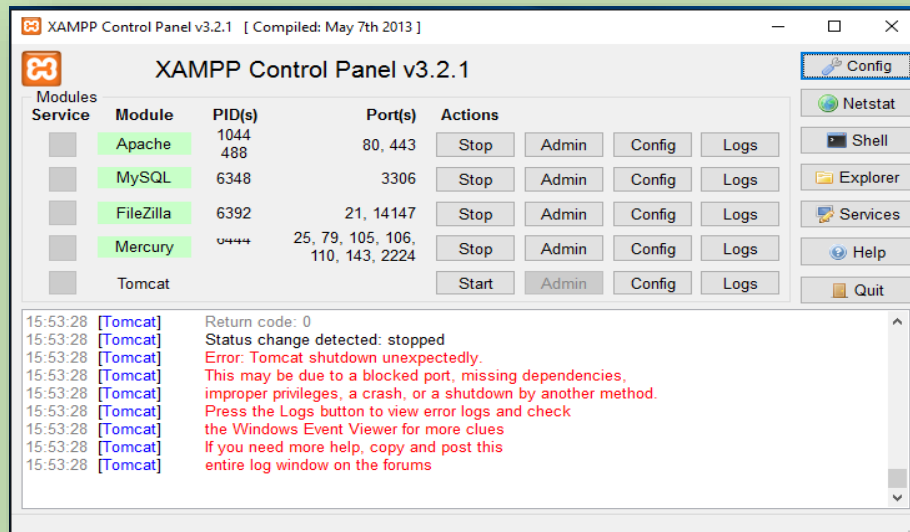 XAMPP Control Panel v3.2.1 [ Compiled: May 7th 2013 ]
XAMPP Control Panel v3.2.1
Config
Modules
Service Module PID(s) Port(s) Actions
Netstat
Apache 1044 488 80, 443 Stop Admin Config Logs
Shell
MySQL 6348 3306 Stop Admin Config Logs
Explorer
FileZilla 6392 21, 14147 Stop Admin Config Logs
Services
Mercury 25, 79, 105, 106, 110, 143, 2224 Stop Admin Config Logs
Help
Tomcat Start Admin Config Logs
Quit
15:53:28 [Tomcat] Return code: 0
15:53:28 [Tomcat] Status change detected: stopped
15:53:28 [Tomcat] Error: Tomcat shutdown unexpectedly.
15:53:28 [Tomcat] This may be due to a blocked port, missing dependencies,
15:53:28 [Tomcat] improper privileges, a crash, or a shutdown by another method.
15:53:28 [Tomcat] Press the Logs button to view error logs and check
15:53:28 [Tomcat] the Windows Event Viewer for more clues
15:53:28 [Tomcat] If you need more help, copy and post this
15:53:28 [Tomcat] entire log window on the forums